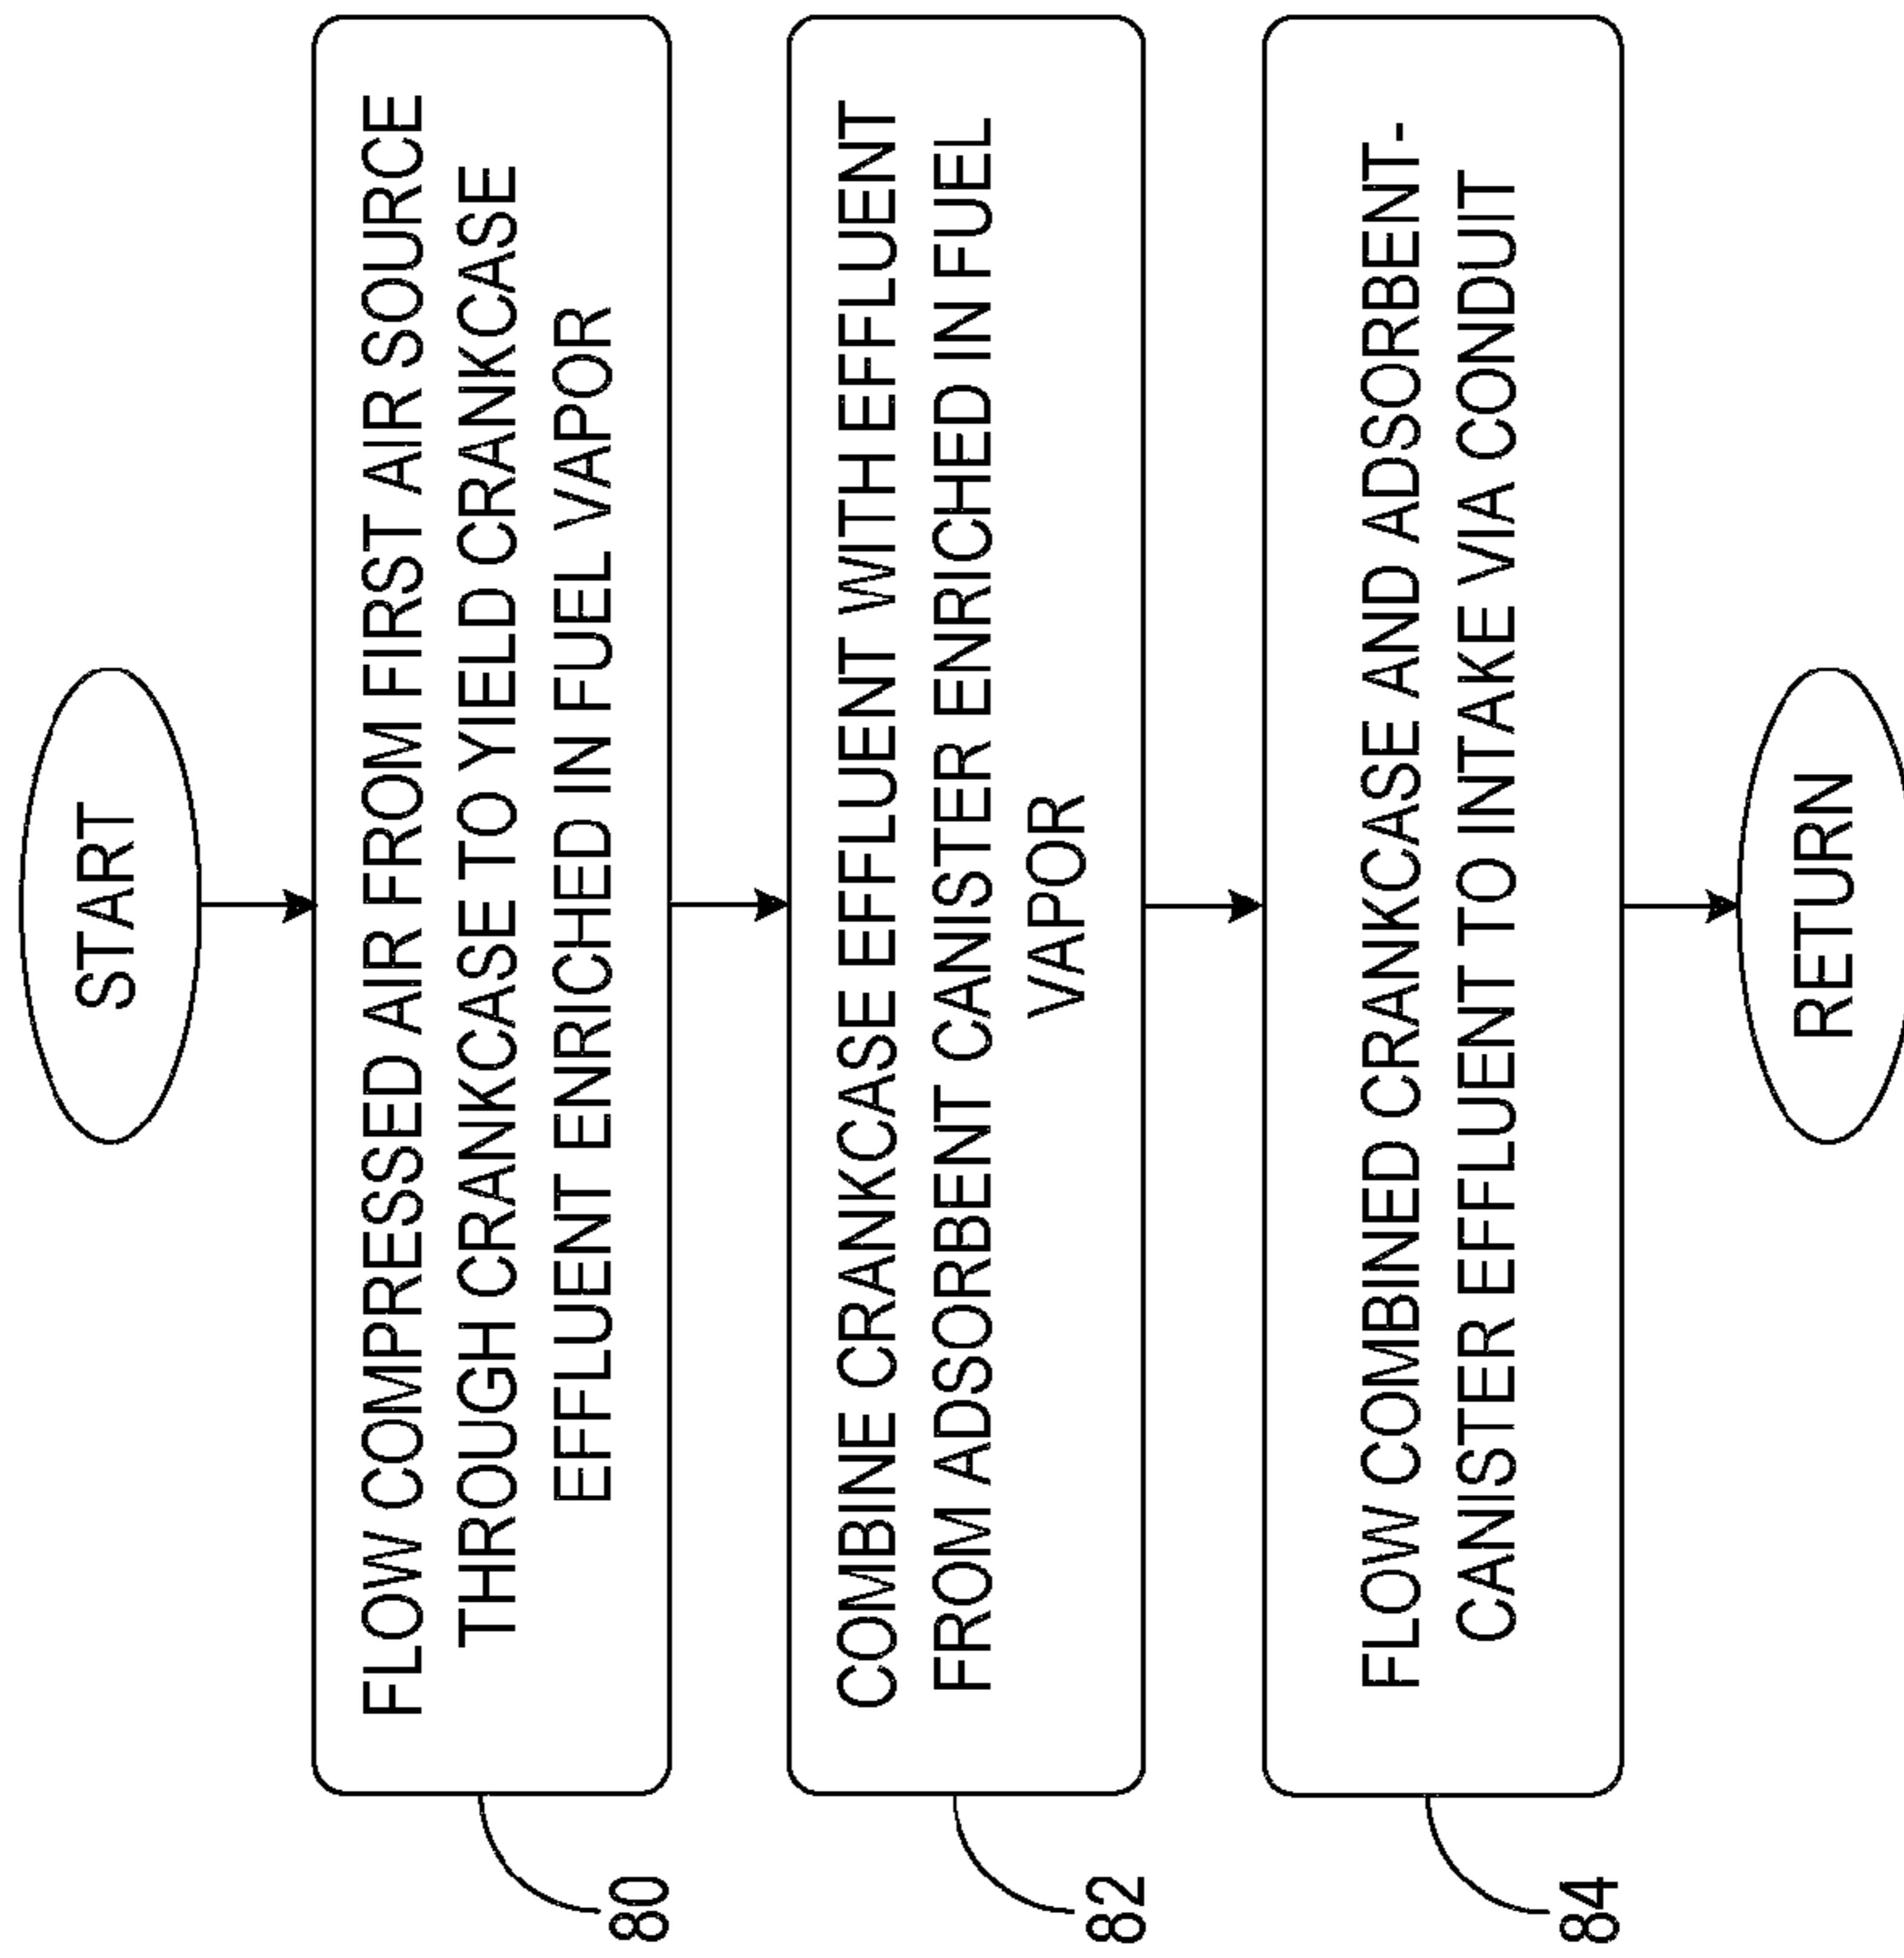 START
80
FLOW COMPRESSED AIR FROM FIRST AIR SOURCE
THROUGH CRANKCASE TO YIELD CRANKCASE
EFFLUENT ENRICHED IN FUEL VAPOR
82
COMBINE CRANKCASE EFFLUENT WITH EFFLUENT
FROM ADSORBENT CANISTER ENRICHED IN FUEL
VAPOR
84
FLOW COMBINED CRANKCASE AND ADSORBENT-
CANISTER EFFLUENT TO INTAKE VIA CONDUIT
RETURN